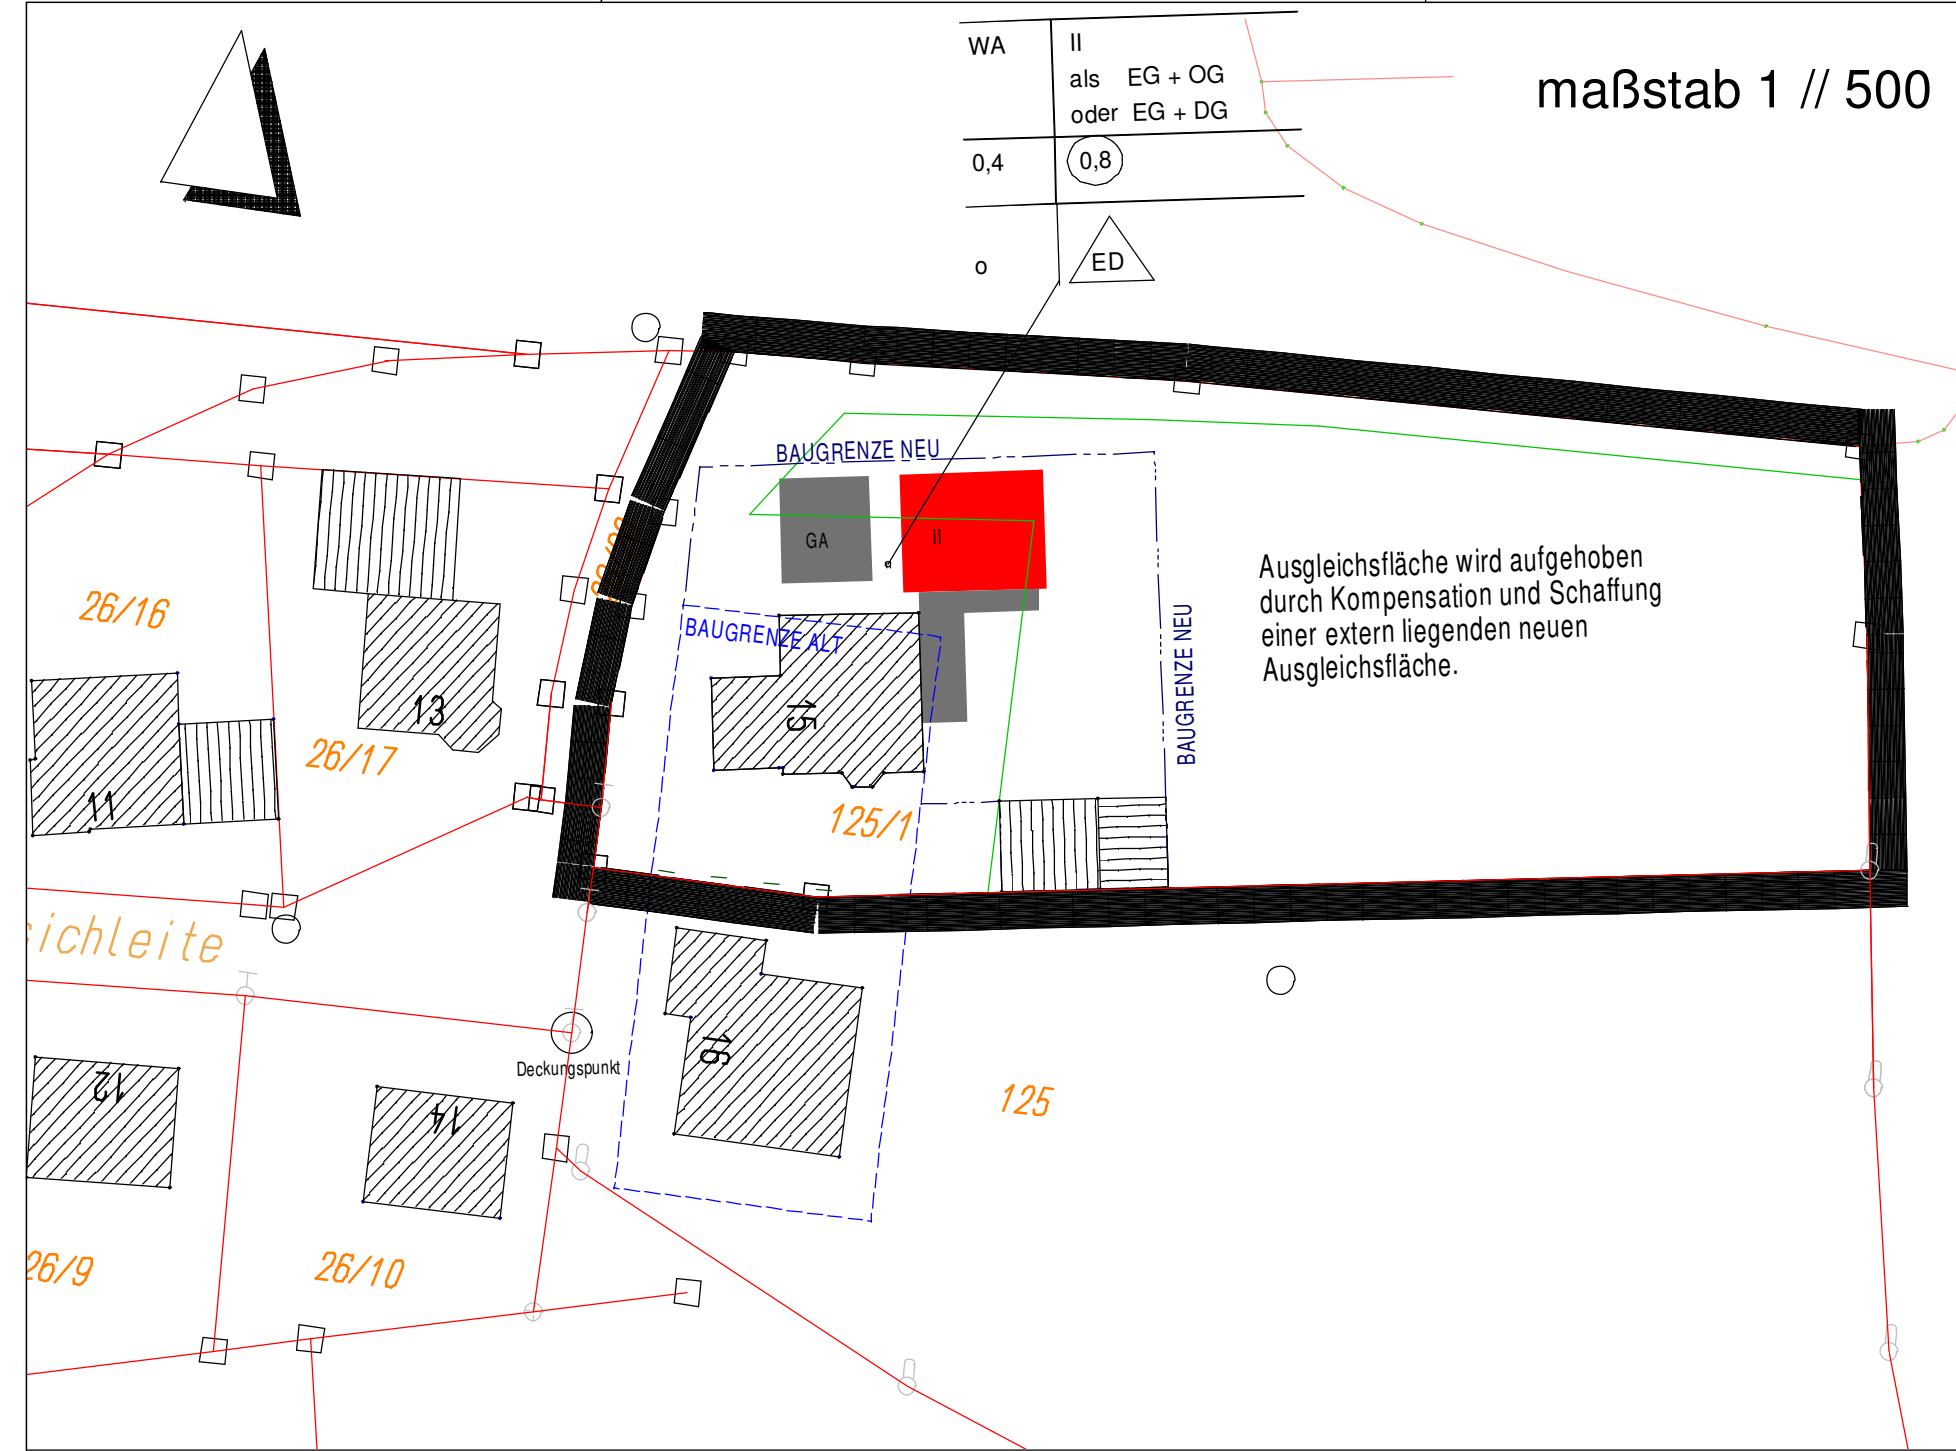 maßstab 1 // 500
WA
II
als EG + OG
oder EG + DG
0,4
0,8
o
ED
BAUGRENZE NEU
GA
II
BAUGRENZE ALT
BAUGRENZE NEU
Ausgleichsfläche wird aufgehoben
durch Kompensation und Schaffung
einer extern liegenden neuen
Ausgleichsfläche.
26/16
13
26/17
11
15
125/1
ichleite
16
Deckungspunkt
12
14
125
26/9
26/10